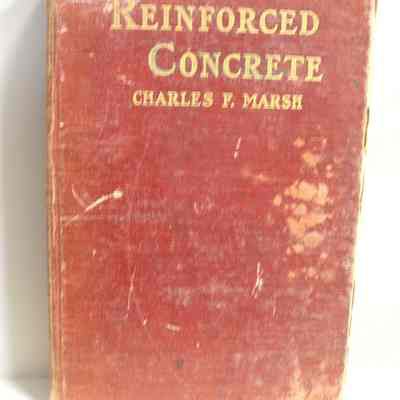 REINFORCED
CONCRETE
CHARLES F. MARSH